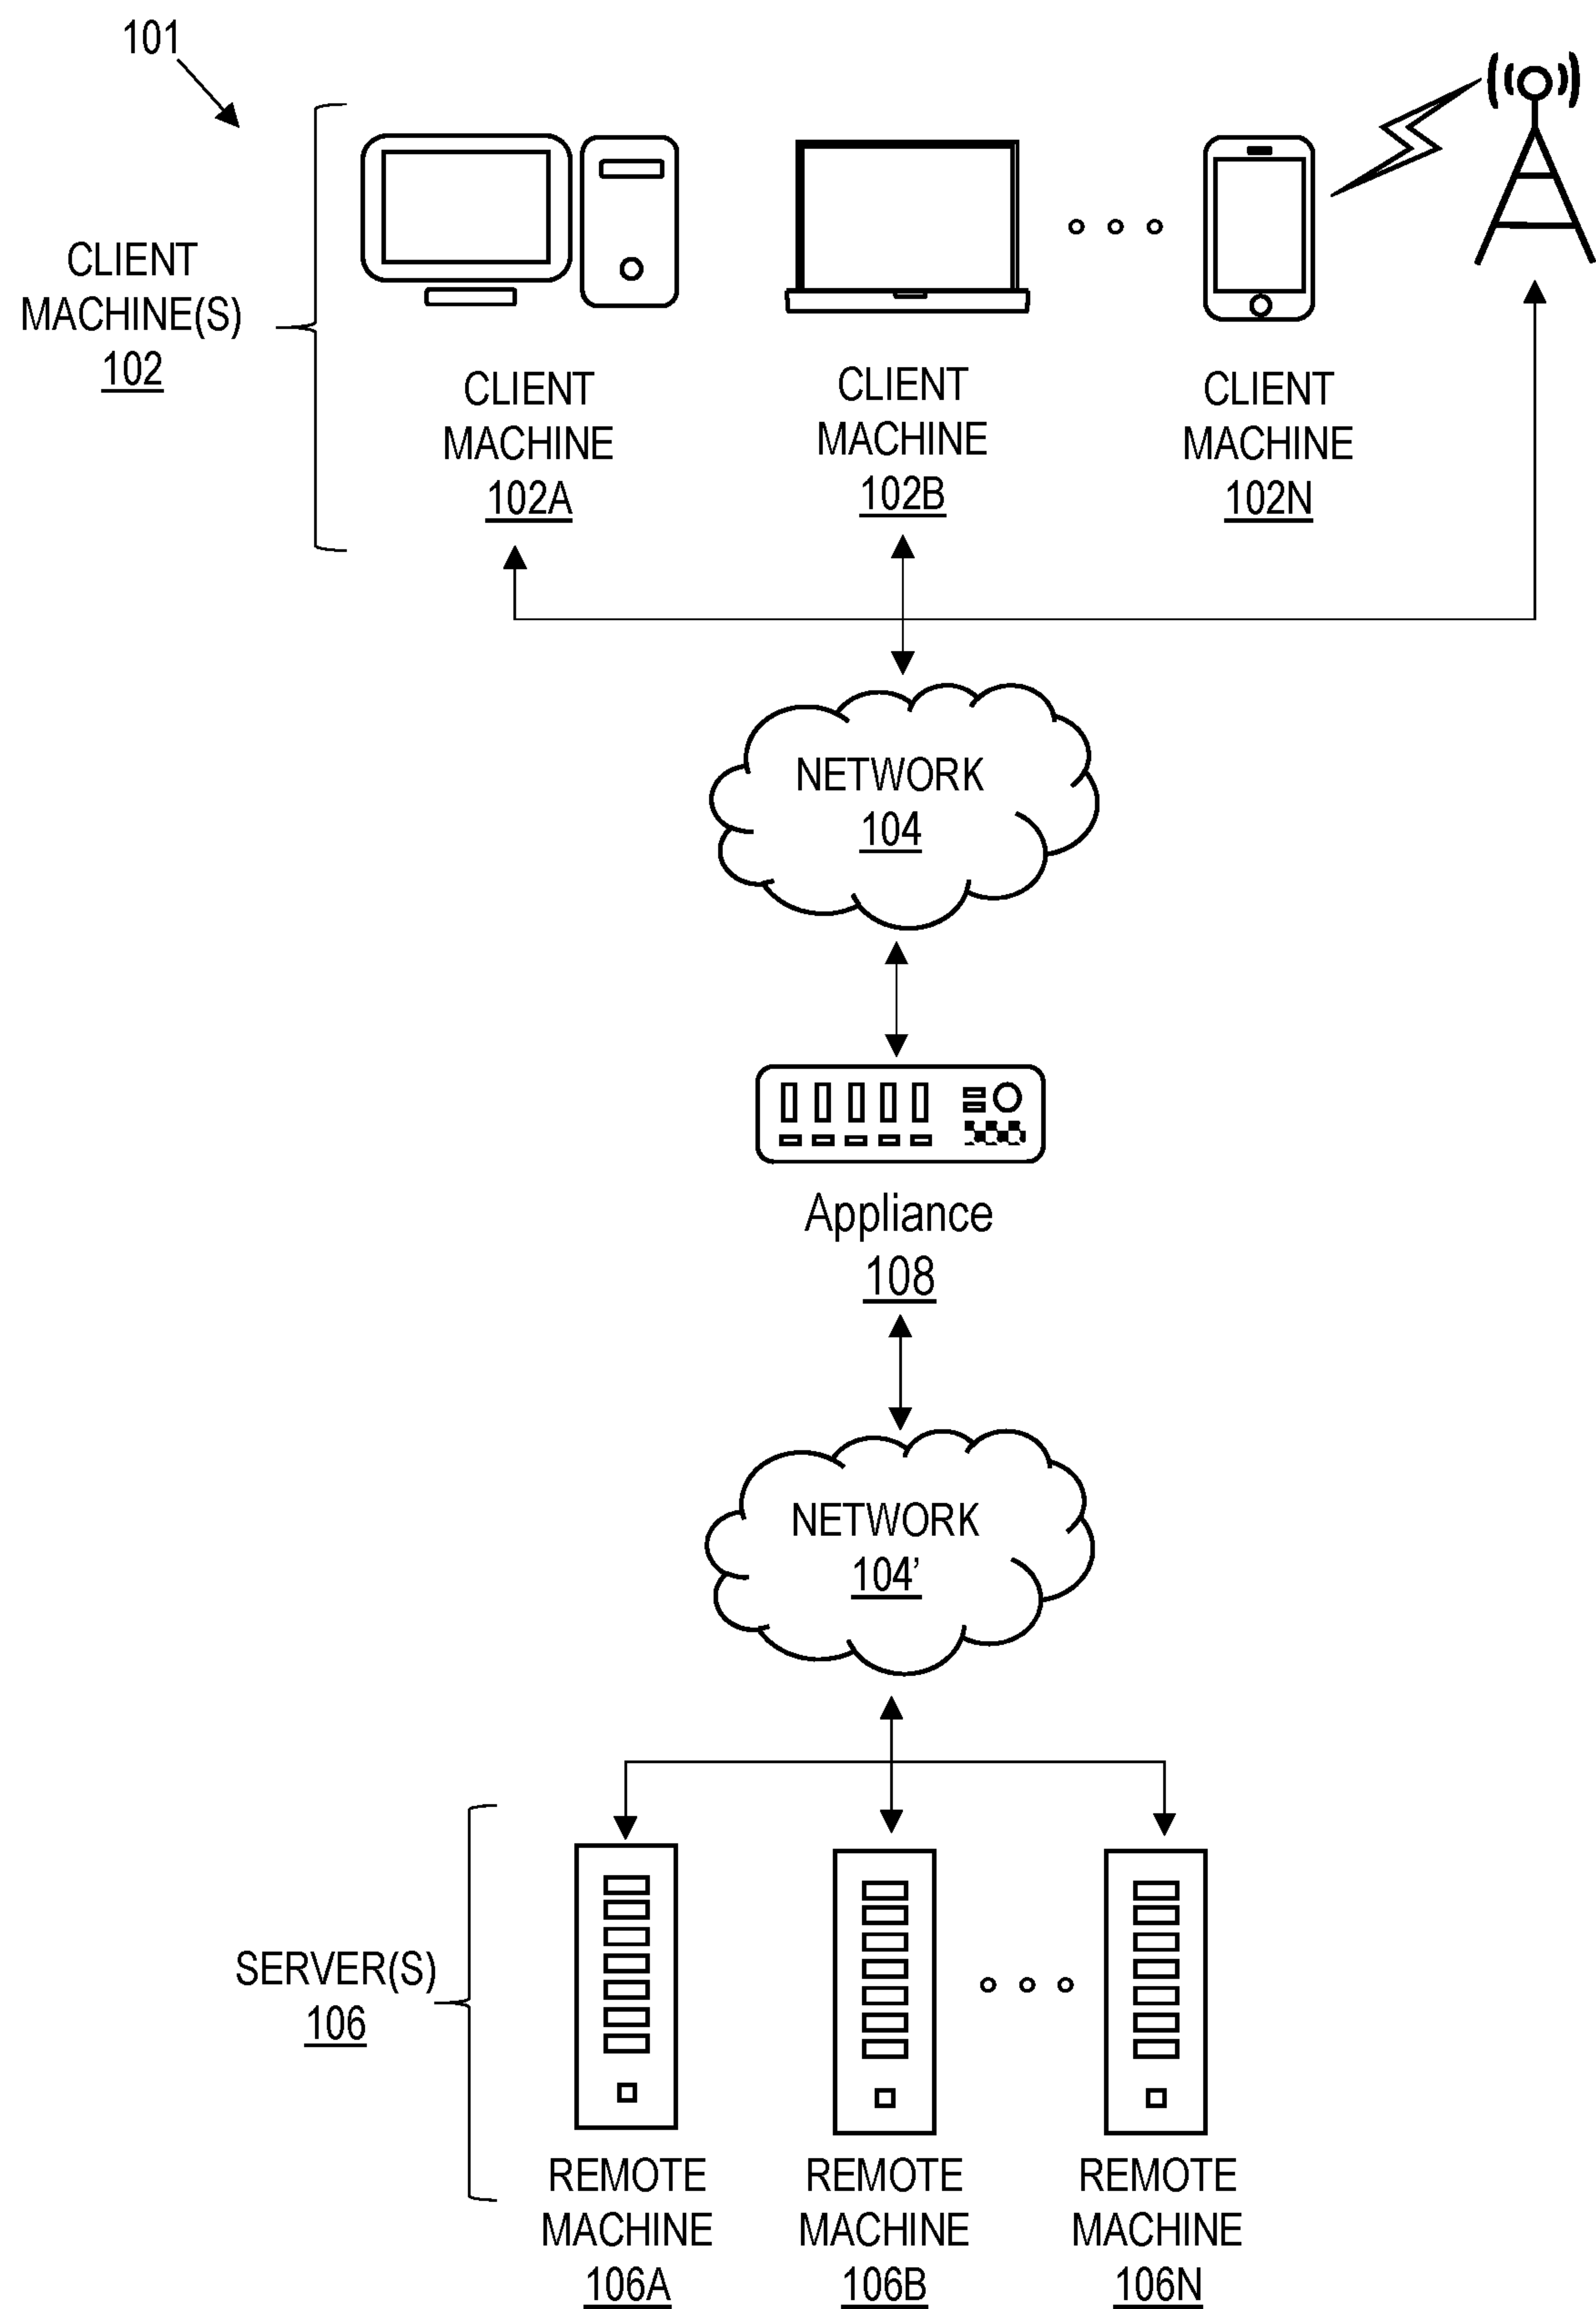 101
CLIENT
MACHINE(S)
102
CLIENT
MACHINE
102A
CLIENT
MACHINE
102B
CLIENT
MACHINE
102N
NETWORK
104
Appliance
108
NETWORK
104’
SERVER(S)
106
REMOTE
MACHINE
106A
REMOTE
MACHINE
106B
REMOTE
MACHINE
106N